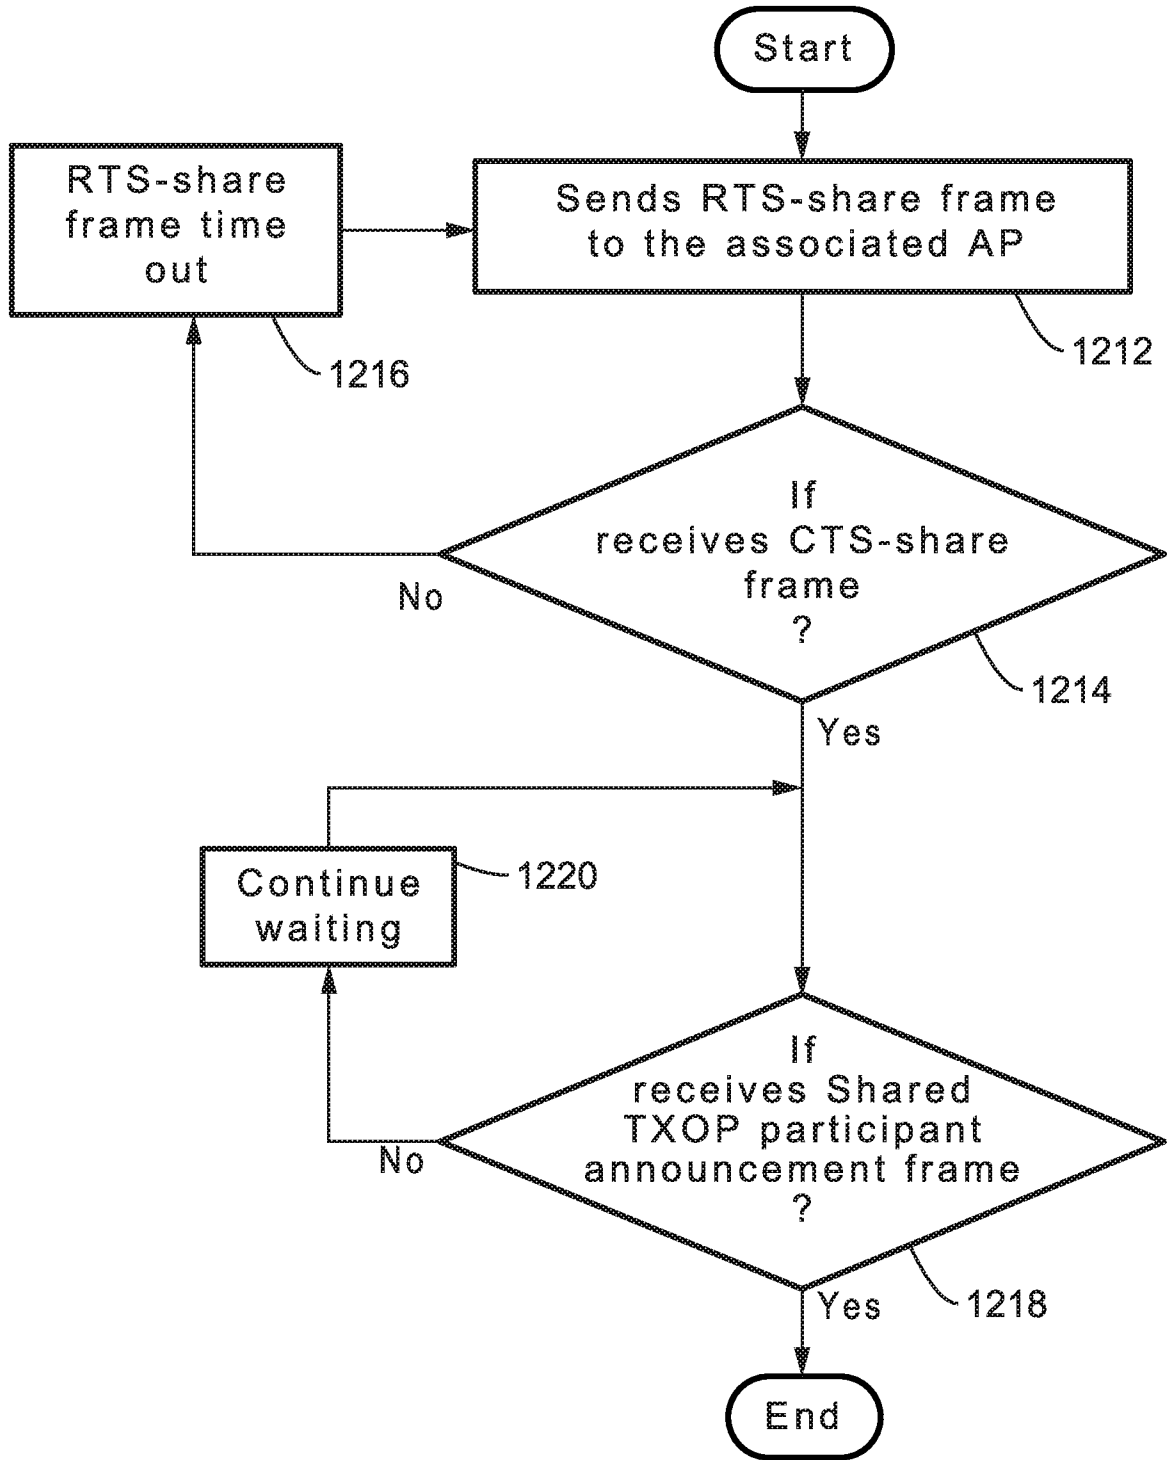 Start
RTS-share
frame time
out
1216
Sends RTS-share frame
to the associated AP
1212
If
receives CTS-share
frame
?
1214
No
Yes
Continue
waiting
1220
If
receives Shared
TXOP participant
announcement frame
?
1218
No
Yes
End